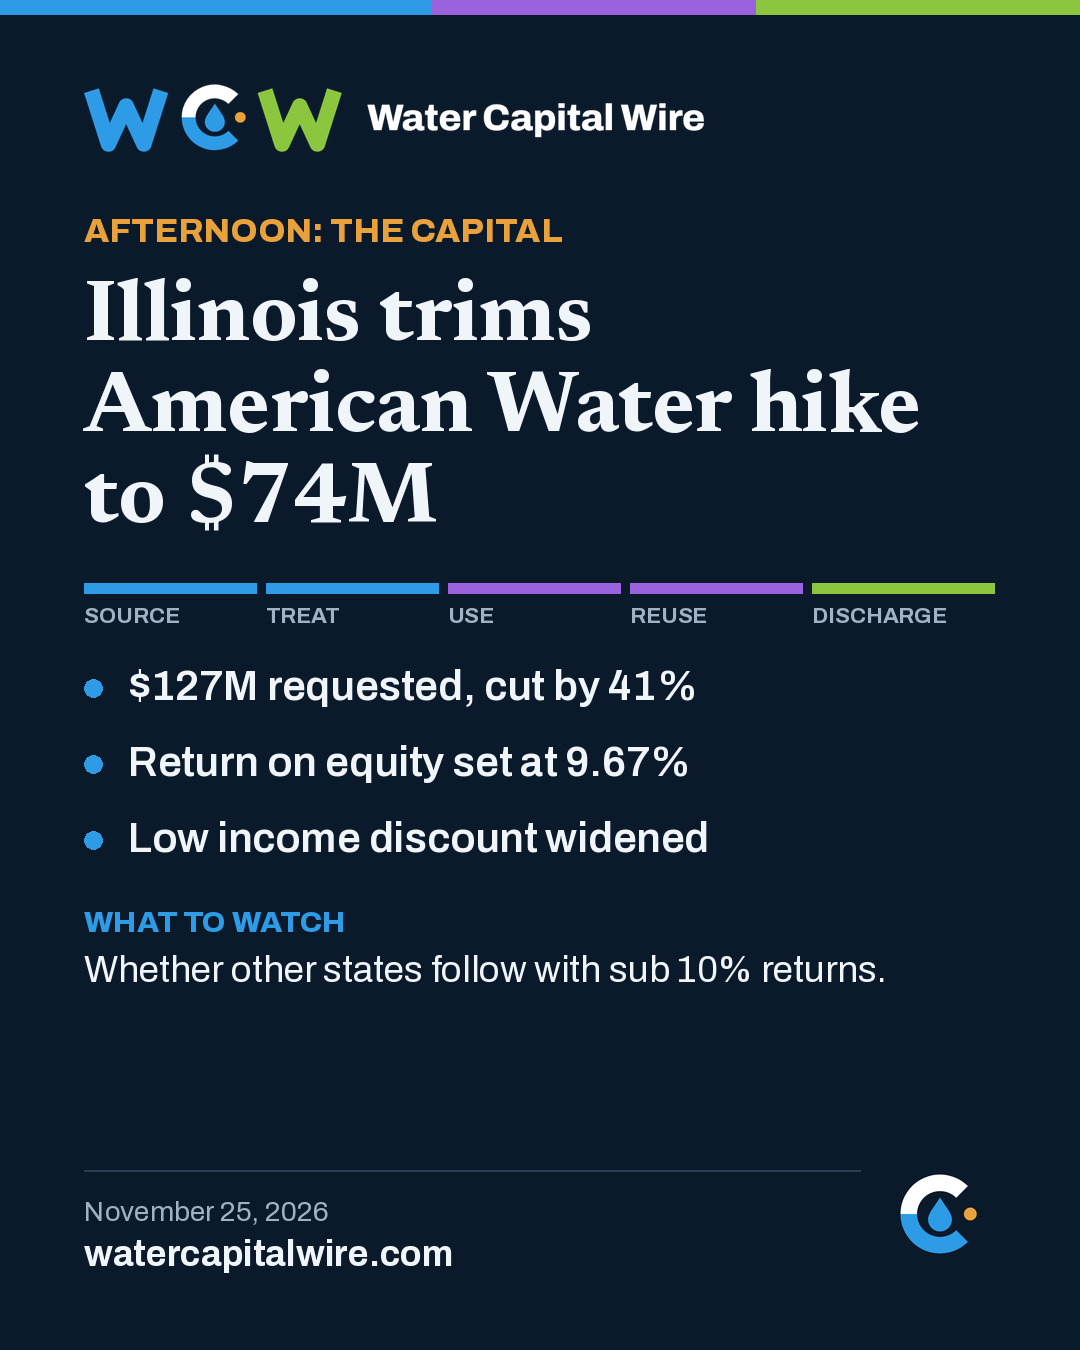 WCW Water Capital Wire
AFTERNOON: THE CAPITAL
Illinois trims
American Water hike
to $74M
SOURCE TREAT USE REUSE DISCHARGE
$127M requested, cut by 41%
Return on equity set at 9.67%
Low income discount widened
WHAT TO WATCH
Whether other states follow with sub 10% returns.
November 25, 2026
watercapitalwire.com